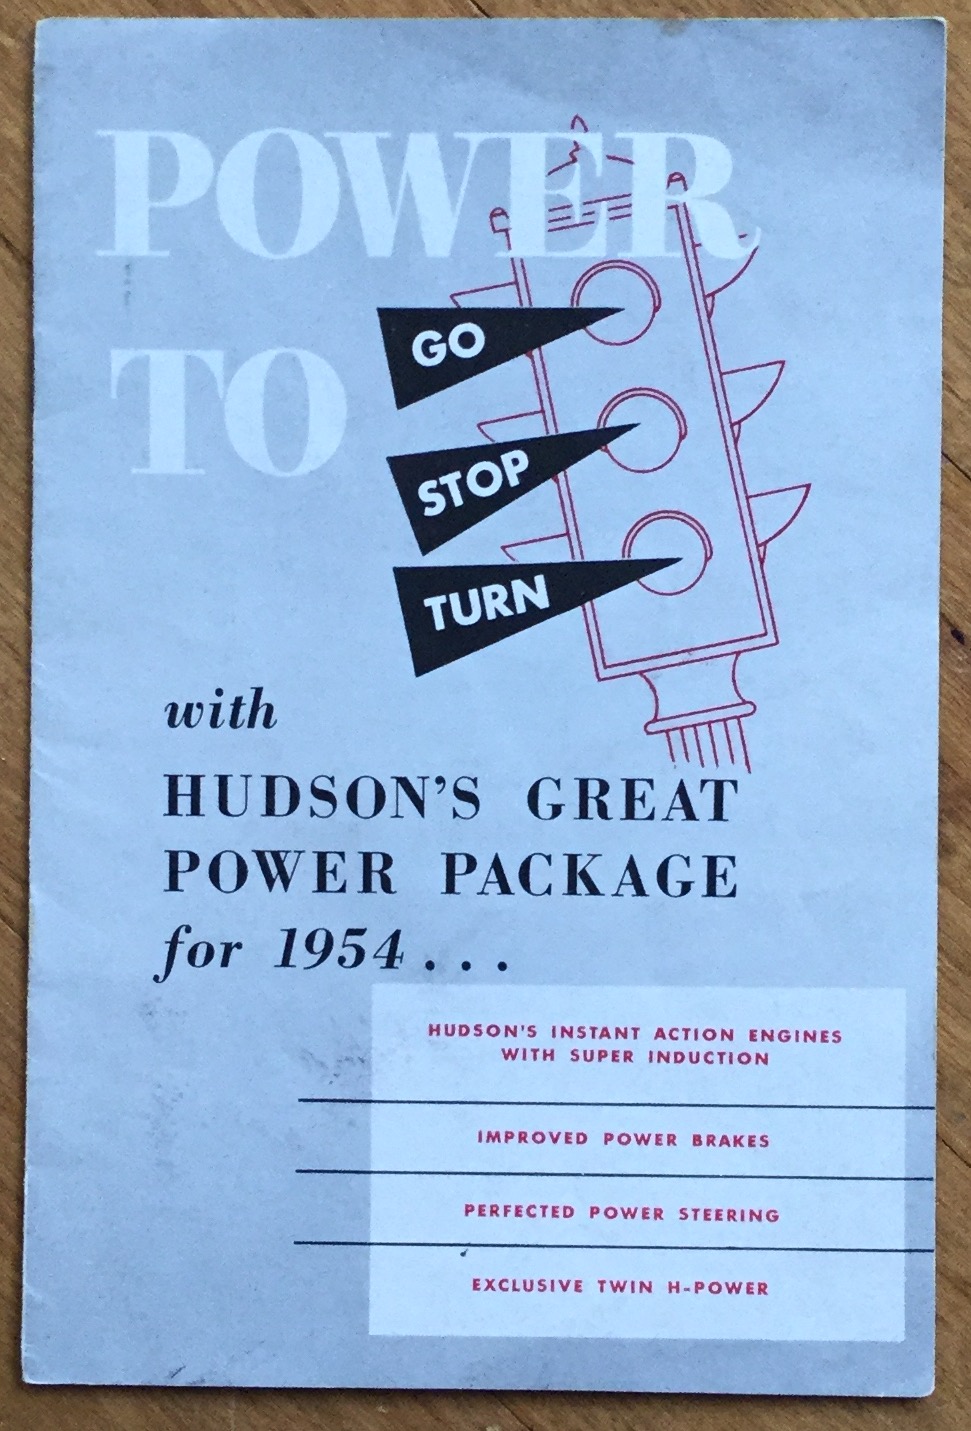 POWER
TO
GO
STOP
TURN
with
HUDSON'S GREAT
POWER PACKAGE
for 1954...
HUDSON'S INSTANT ACTION ENGINES
WITH SUPER INDUCTION
IMPROVED POWER BRAKES
PERFECTED POWER STEERING
EXCLUSIVE TWIN H-POWER